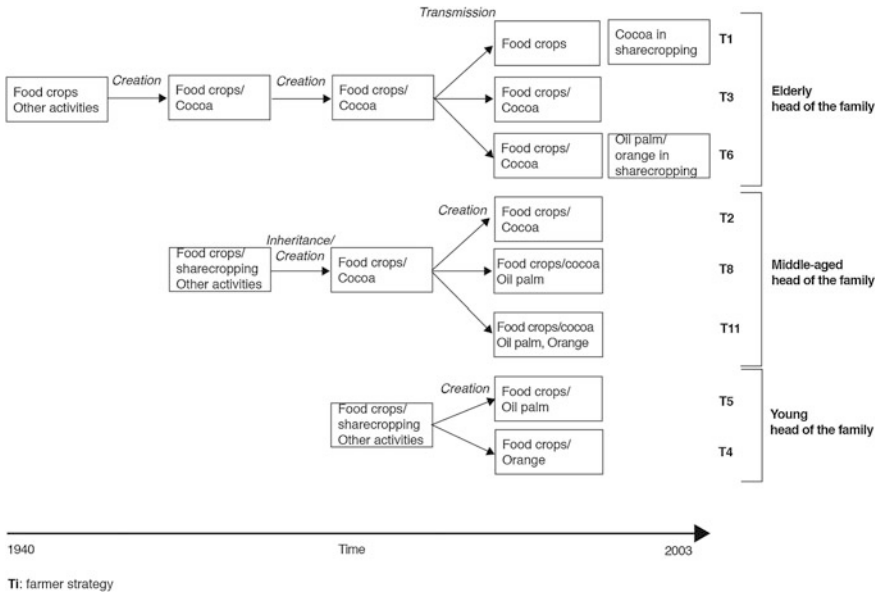 Transmission
Food crops
Cocoa in
sharecropping
T1
Creation
Creation
Food crops
Other activities
Food crops/
Cocoa
Food crops/
Cocoa
Food crops/
Cocoa
T3
Elderly
head of the family
Food crops/
Cocoa
Oil palm/
orange in
sharecropping
T6
Creation
Food crops/
Cocoa
T2
Inheritance/
Creation
Food crops/
sharecropping
Other activities
Food crops/
Cocoa
Food crops/cocoa
Oil palm
T8
Middle-aged
head of the family
Food crops/cocoa
Oil palm, Orange
T11
Creation
Food crops/
Oil palm
T5
Food crops/
sharecropping
Other activities
Young
head of the family
Food crops/
Orange
T4
1940
Time
2003
Ti: farmer strategy